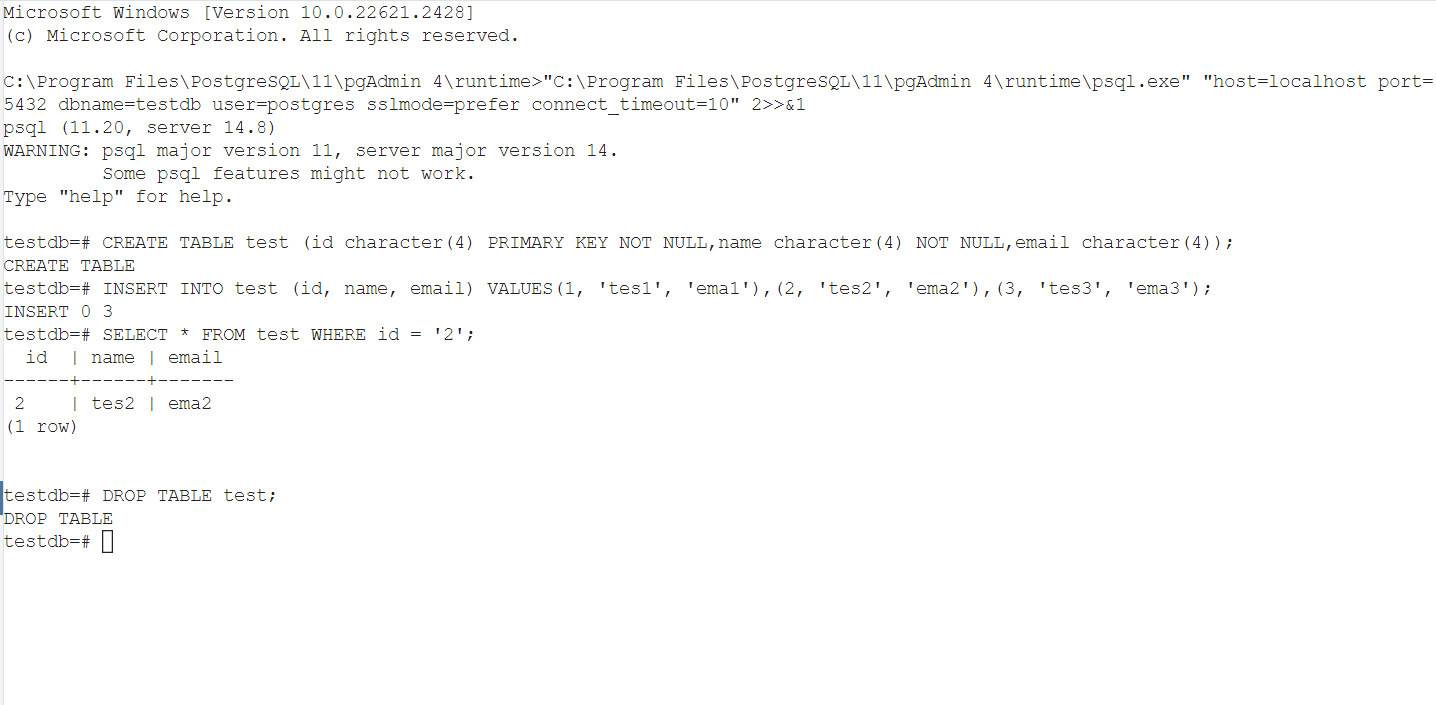 Microsoft Windows [Version 10.0.22621.2428]
(c) Microsoft Corporation. All rights reserved.
C:\Program Files\PostgreSQL\11\pgAdmin 4\runtime>"C:\Program Files\PostgreSQL\11\pgAdmin 4\runtime\psql.exe" "host=localhost port=
5432 dbname=testdb user=postgres sslmode=prefer connect_timeout=10" 2>>&1
psql (11.20, server 14.8)
WARNING: psql major version 11, server major version 14.
         Some psql features might not work.
Type "help" for help.
testdb=# CREATE TABLE test (id character(4) PRIMARY KEY NOT NULL,name character(4) NOT NULL,email character(4));
CREATE TABLE
testdb=# INSERT INTO test (id, name, email) VALUES(1, 'tes1', 'ema1'),(2, 'tes2', 'ema2'),(3, 'tes3', 'ema3');
INSERT 0 3
testdb=# SELECT * FROM test WHERE id = '2';
  id  | name | email
------+------+-------
 2    | tes2 | ema2
(1 row)
testdb=# DROP TABLE test;
DROP TABLE
testdb=#